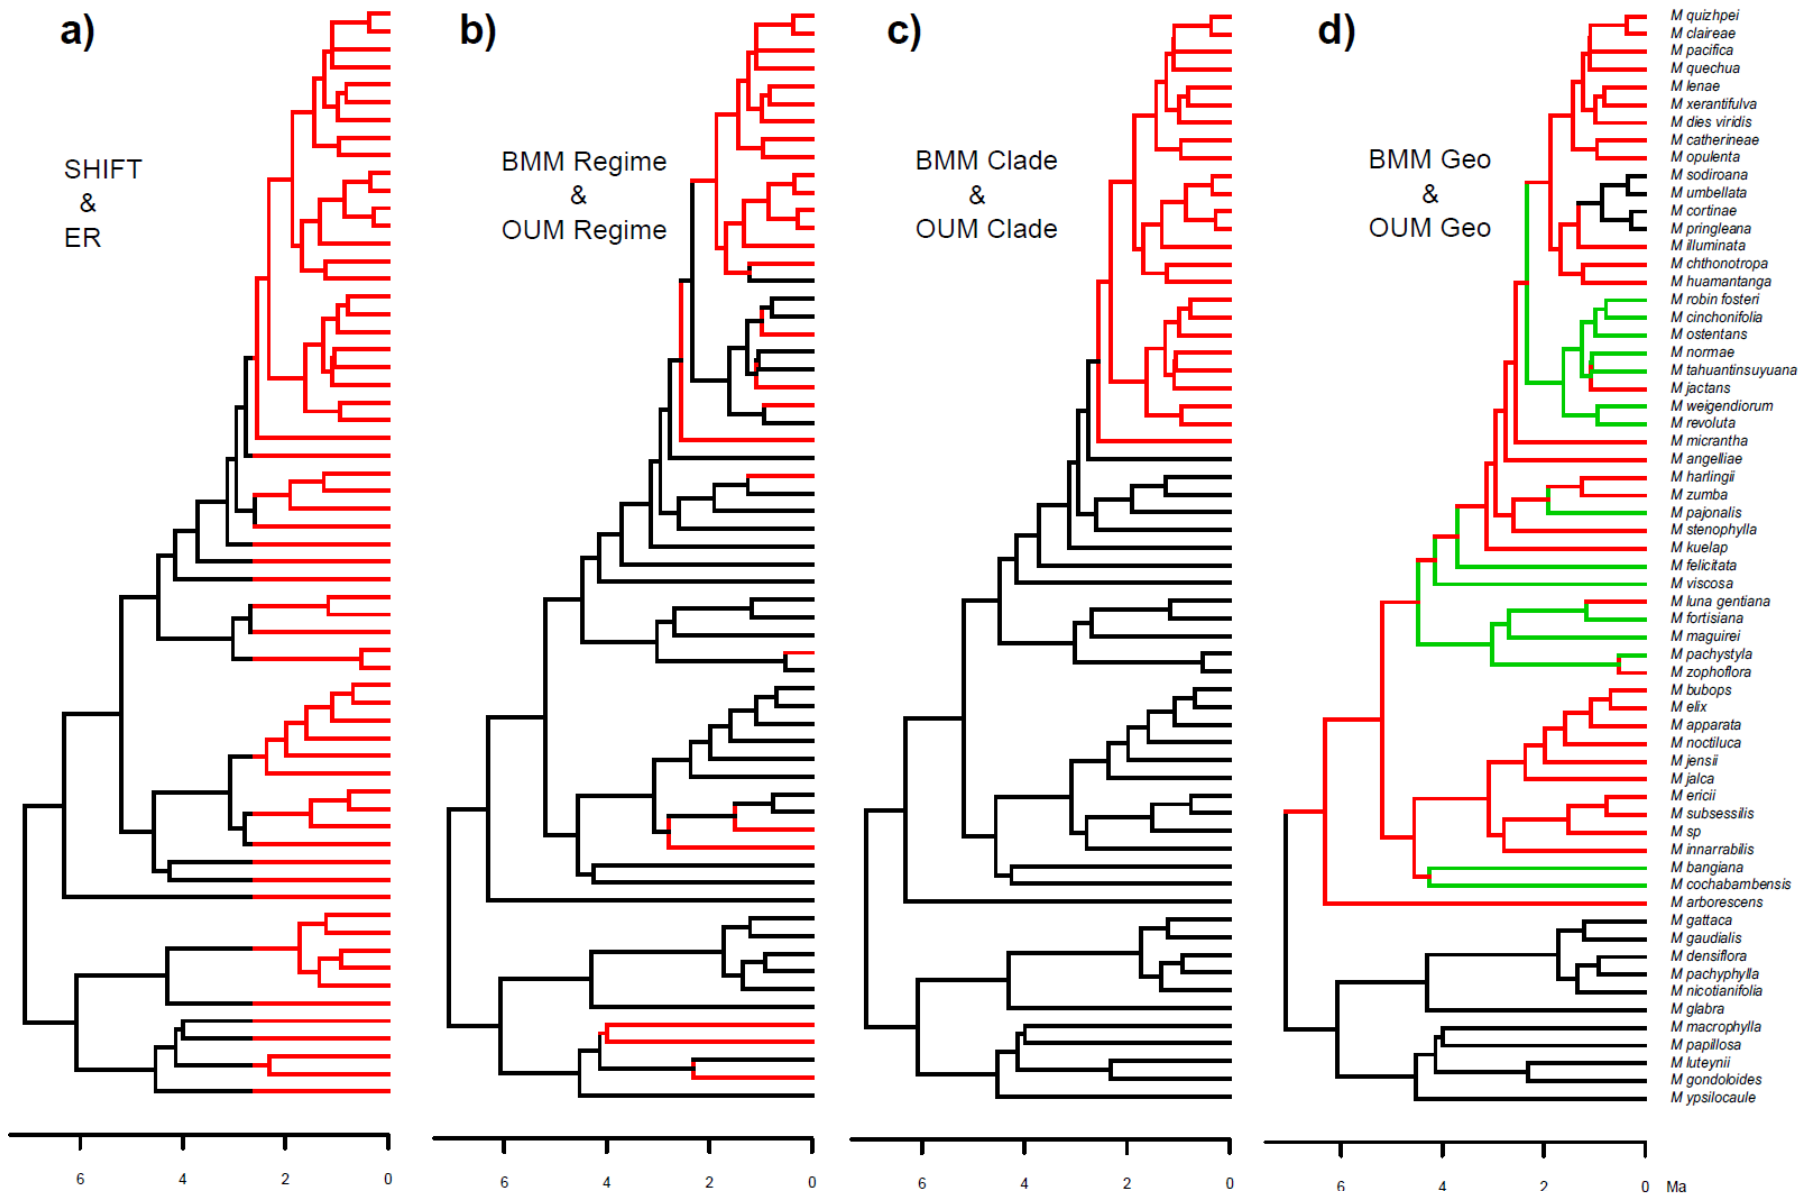 a)
SHIFT
&
ER
6 4 2 0
b)
BMM Regime
&
OUM Regime
6 4 2 0
c)
BMM Clade
&
OUM Clade
6 4 2 0
d)
BMM Geo
&
OUM Geo
6 4 2 0 Ma
M quizhpei
M claireae
M pacifica
M quechua
M lenae
M xerantifulva
M dies viridis
M catherineae
M opulenta
M sodiroana
M umbellata
M cortinae
M pringleana
M illuminata
M chthonotropa
M huamantanga
M robin fosteri
M cinchonifolia
M ostentans
M normae
M tahuantinsuyuana
M jactans
M weigendiorum
M revoluta
M micrantha
M angelliae
M harlingii
M zumba
M pajonalis
M stenophylla
M kuelap
M felicitata
M viscosa
M luna gentiana
M fortisiana
M maguirei
M pachystyla
M zophoflora
M bubops
M elix
M apparata
M noctiluca
M jensii
M jalca
M ericii
M subsessilis
M sp
M innarrabilis
M bangiana
M cochabambensis
M arborescens
M gattaca
M gaudialis
M densiflora
M pachyphylla
M nicotianifolia
M glabra
M macrophylla
M papillosa
M luteynii
M gondoloides
M ypsilocaule